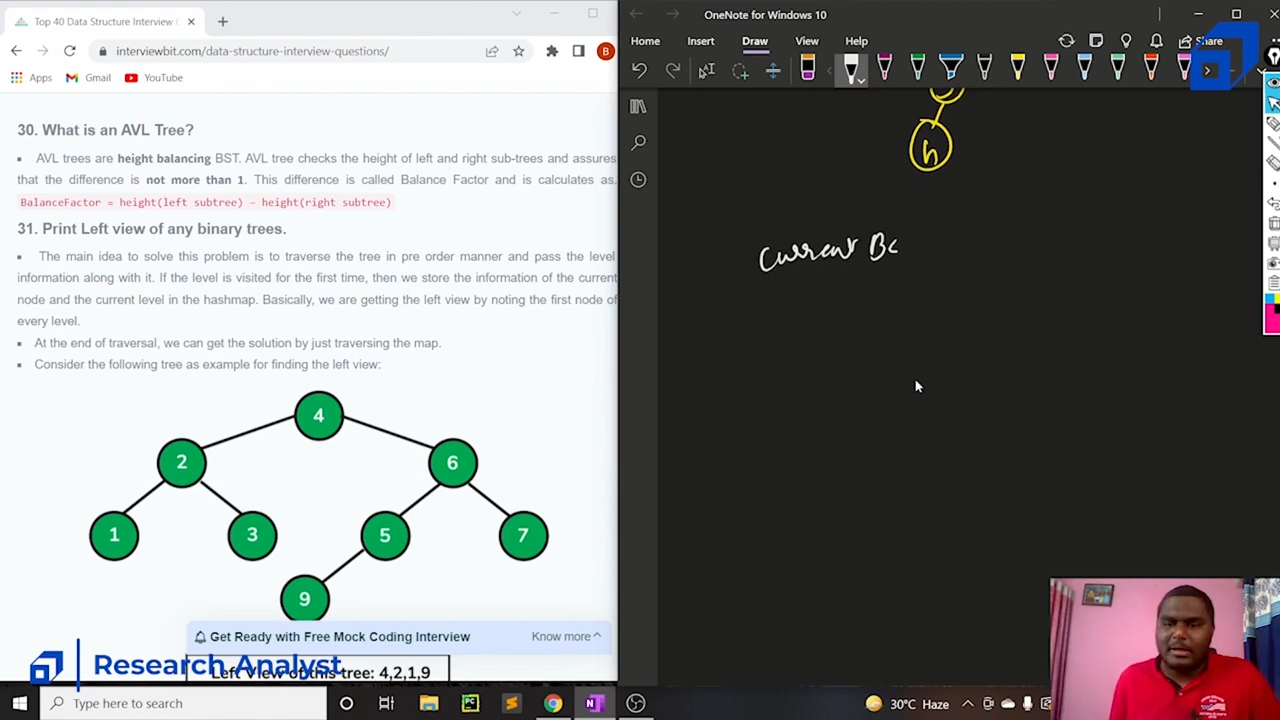 Top 40 Data Structure Interview
interviewbit.com/data-structure-interview-questions/
B
Apps
Gmail
YouTube
30. What is an AVL Tree?
AVL trees are height balancing BST. AVL tree checks the height of left and right sub-trees and assures
that the difference is not more than 1. This difference is called Balance Factor and is calculates as.
BalanceFactor = height(left subtree) – height(right subtree)
31. Print Left view of any binary trees.
The main idea to solve this problem is to traverse the tree in pre order manner and pass the level
information along with it. If the level is visited for the first time, then we store the information of the current
node and the current level in the hashmap. Basically, we are getting the left view by noting the first node of
every level.
At the end of traversal, we can get the solution by just traversing the map.
Consider the following tree as example for finding the left view:
4
2
6
1
3
5
7
9
Get Ready with Free Mock Coding Interview
Know more
Left View of this tree: 4,2,1,9
Research Analyst
OneNote for Windows 10
Home
Insert
Draw
View
Help
Share
h
Current Bc
Type here to search
30°C Haze